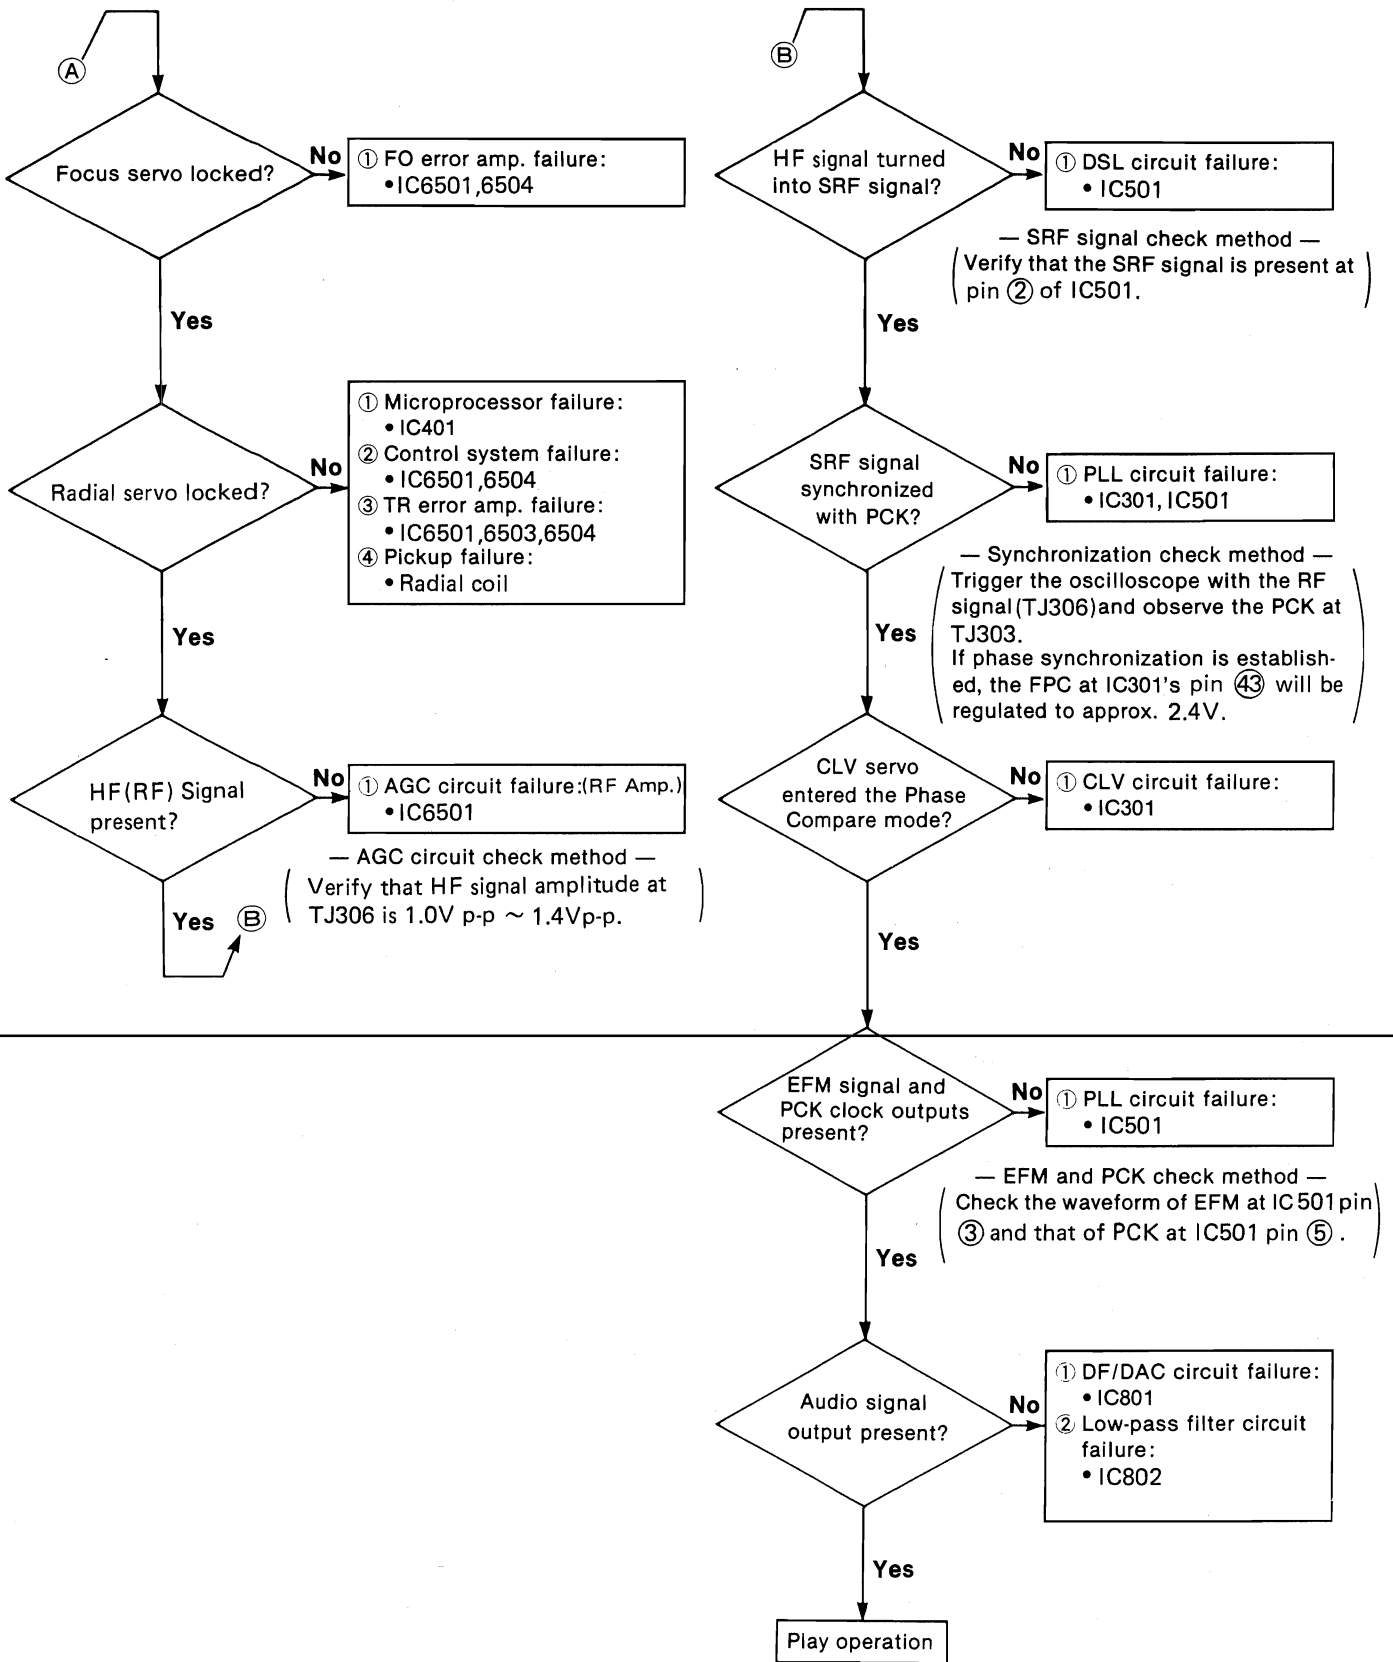 A
Focus servo locked?
No
① FO error amp. failure:
• IC6501,6504
Yes
Radial servo locked?
No
① Microprocessor failure:
• IC401
② Control system failure:
• IC6501,6504
③ TR error amp. failure:
• IC6501,6503,6504
④ Pickup failure:
• Radial coil
Yes
HF(RF) Signal
present?
No
① AGC circuit failure:(RF Amp.)
• IC6501
— AGC circuit check method —
Verify that HF signal amplitude at
TJ306 is 1.0V p-p ~ 1.4Vp-p.
Yes
B
B
HF signal turned
into SRF signal?
No
① DSL circuit failure:
• IC501
— SRF signal check method —
(Verify that the SRF signal is present at
pin ② of IC501.)
Yes
SRF signal
synchronized
with PCK?
No
① PLL circuit failure:
• IC301, IC501
— Synchronization check method —
(Trigger the oscilloscope with the RF
signal(TJ306)and observe the PCK at
TJ303.
If phase synchronization is establish-
ed, the FPC at IC301's pin ㊸ will be
regulated to approx. 2.4V.)
Yes
CLV servo
entered the Phase
Compare mode?
No
① CLV circuit failure:
• IC301
Yes
EFM signal and
PCK clock outputs
present?
No
① PLL circuit failure:
• IC501
— EFM and PCK check method —
(Check the waveform of EFM at IC501 pin
③ and that of PCK at IC501 pin ⑤ .)
Yes
Audio signal
output present?
No
① DF/DAC circuit failure:
• IC801
② Low-pass filter circuit
failure:
• IC802
Yes
Play operation